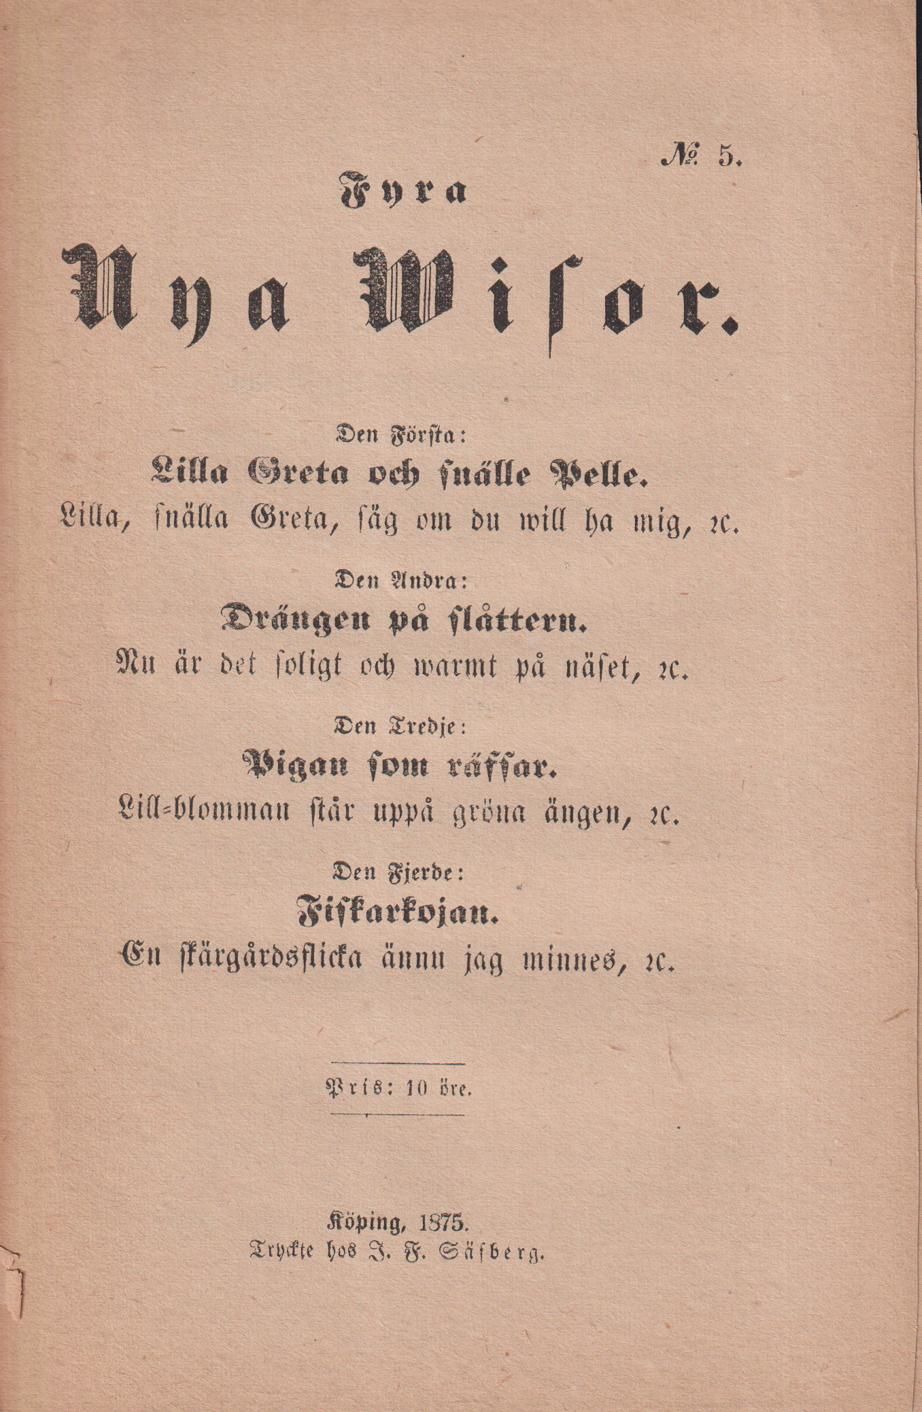 № 5.
Fyra
Nya Wiſor.
Den Förſta:
Lilla Greta och ſnälle Pelle.
Lilla, ſnälla Greta, ſäg om du will ha mig, ꝛc.
Den Andra:
Drängen på ſlåttern.
Nu är det ſoligt och warmt på näſet, ꝛc.
Den Tredje:
Pigan ſom räfſar.
Lill-blomman ſtår uppå gröna ängen, ꝛc.
Den Fjerde:
Fiſkarkojan.
En ſkärgårdsflicka ännu jag minnes, ꝛc.
Pris: 10 öre.
Köping, 1875.
Tryckte hos J. F. Säfberg.